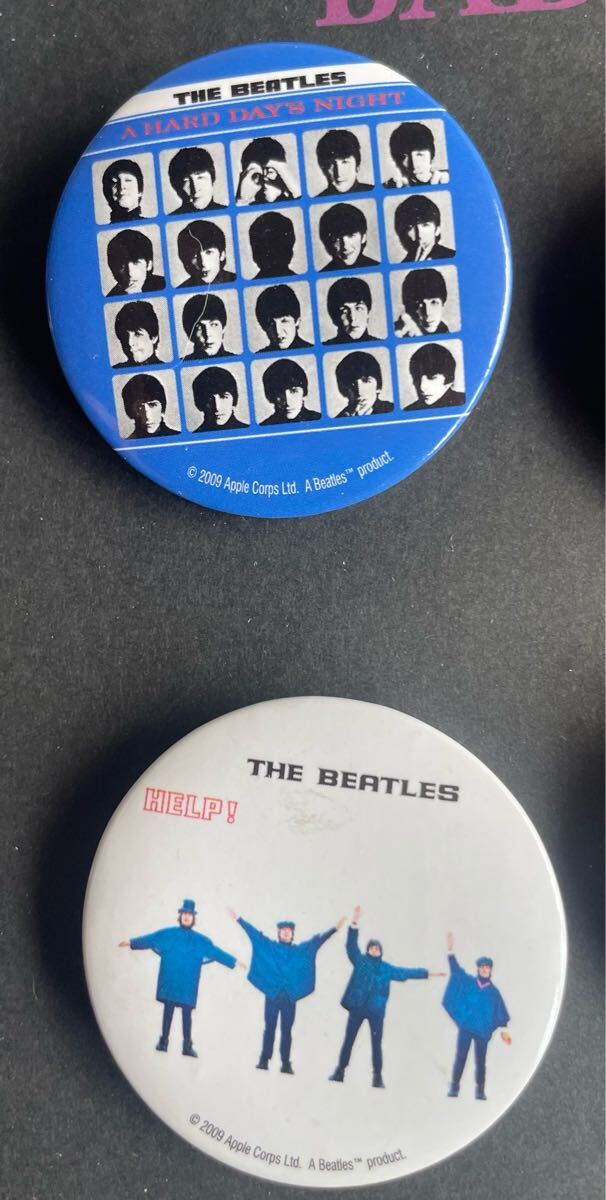 THE BEATLES
A HARD DAY'S NIGHT
© 2009 Apple Corps Ltd. A Beatles™ product.
THE BEATLES
HELP!
© 2009 Apple Corps Ltd. A Beatles™ product.